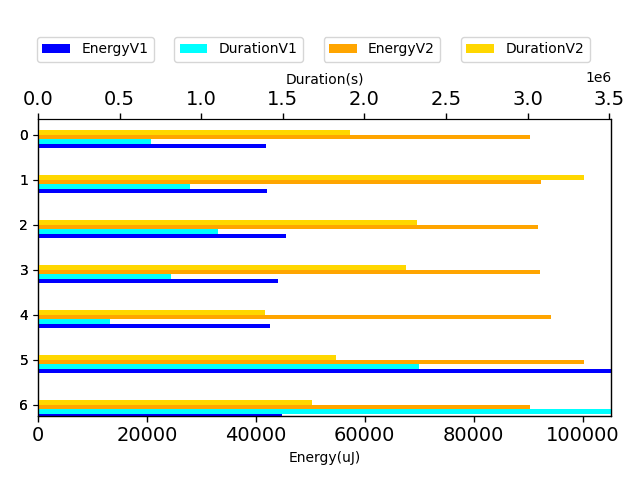 EnergyV1 DurationV1 EnergyV2 DurationV2
Duration(s)
1e6
0.0 0.5 1.0 1.5 2.0 2.5 3.0 3.5
0
1
2
3
4
5
6
0 20000 40000 60000 80000 100000
Energy(uJ)